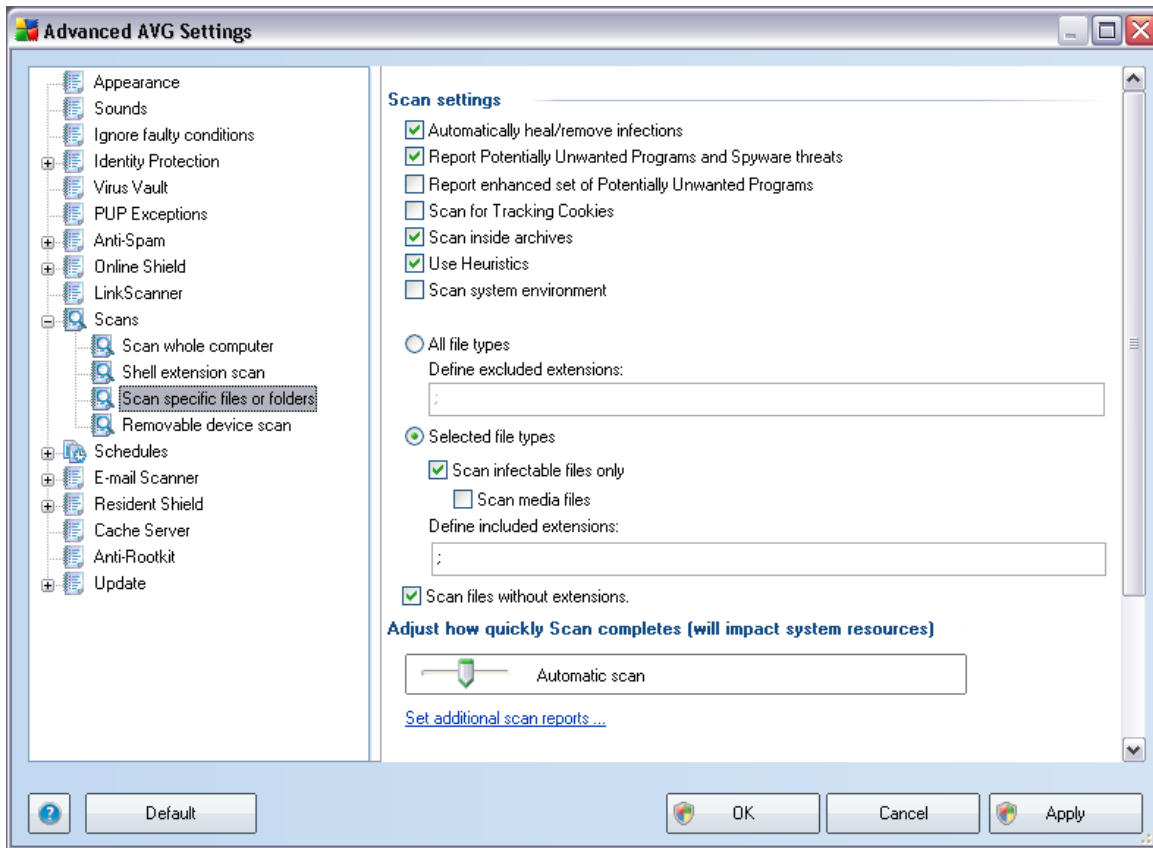 Advanced AVG Settings
Appearance
Sounds
Ignore faulty conditions
Identity Protection
Virus Vault
PUP Exceptions
Anti-Spam
Online Shield
LinkScanner
Scans
Scan whole computer
Shell extension scan
Scan specific files or folders
Removable device scan
Schedules
E-mail Scanner
Resident Shield
Cache Server
Anti-Rootkit
Update
Scan settings
Automatically heal/remove infections
Report Potentially Unwanted Programs and Spyware threats
Report enhanced set of Potentially Unwanted Programs
Scan for Tracking Cookies
Scan inside archives
Use Heuristics
Scan system environment
All file types
Define excluded extensions:
;
Selected file types
Scan infectable files only
Scan media files
Define included extensions:
;
Scan files without extensions.
Adjust how quickly Scan completes (will impact system resources)
Automatic scan
Set additional scan reports ...
? Default OK Cancel Apply